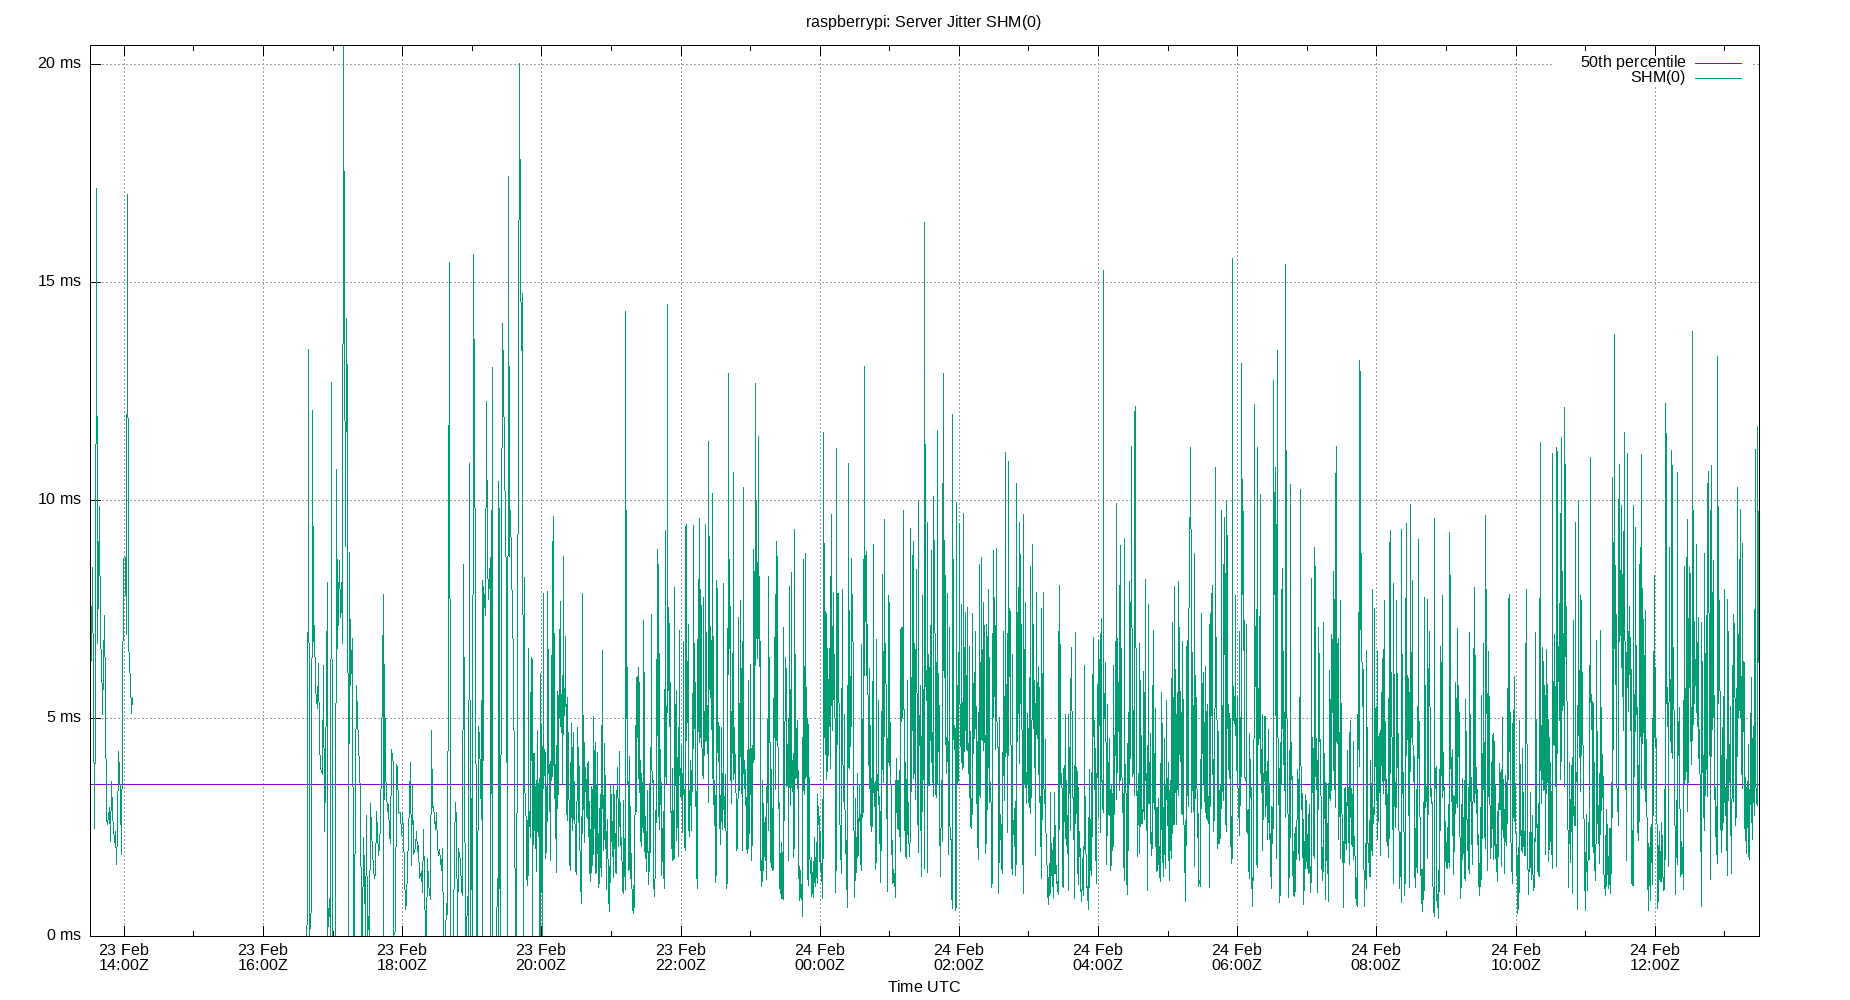 raspberrypi: Server Jitter SHM(0)
20 ms
50th percentile
SHM(0)
15 ms
10 ms
5 ms
0 ms
23 Feb 23 Feb 23 Feb 23 Feb 23 Feb 24 Feb 24 Feb 24 Feb 24 Feb 24 Feb 24 Feb 24 Feb
14:00Z 16:00Z 18:00Z 20:00Z 22:00Z 00:00Z 02:00Z 04:00Z 06:00Z 08:00Z 10:00Z 12:00Z
Time UTC